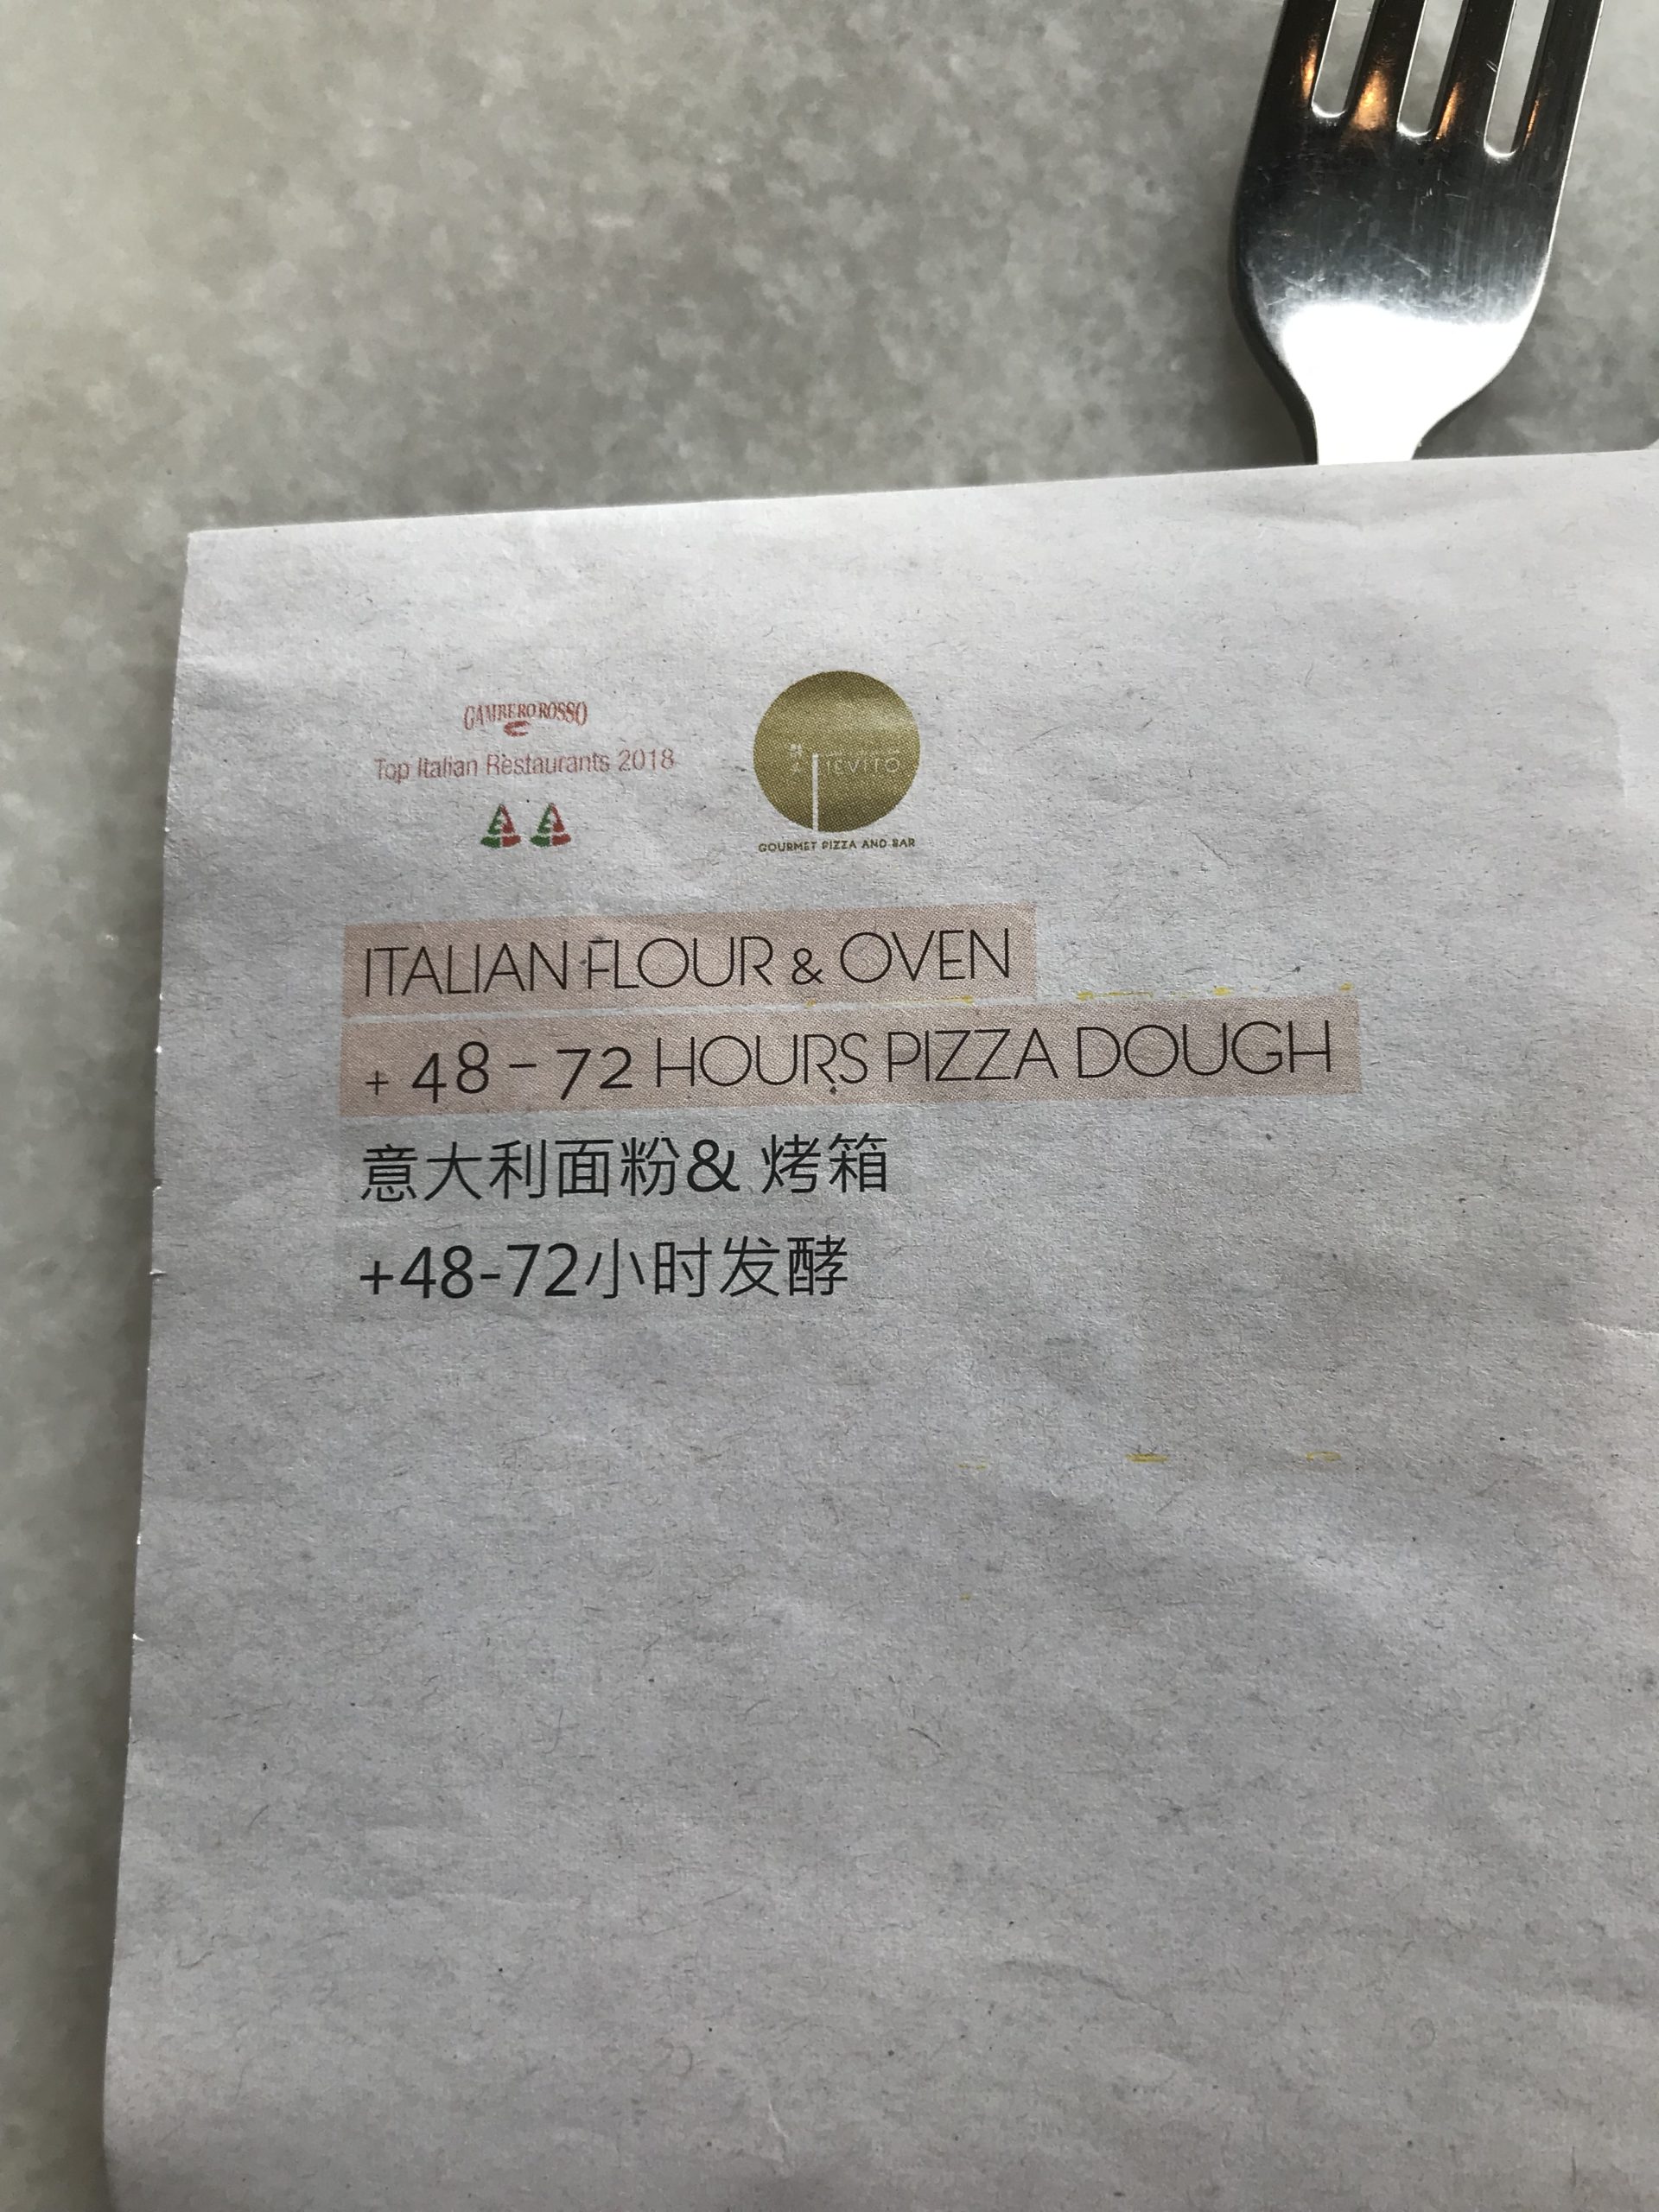 GAMBERO ROSSO
Top Italian Restaurants 2018
LIEVITO
GOURMET PIZZA AND BAR
ITALIAN FLOUR & OVEN
+ 48 - 72 HOURS PIZZA DOUGH
意大利面粉& 烤箱
+48-72小时发酵